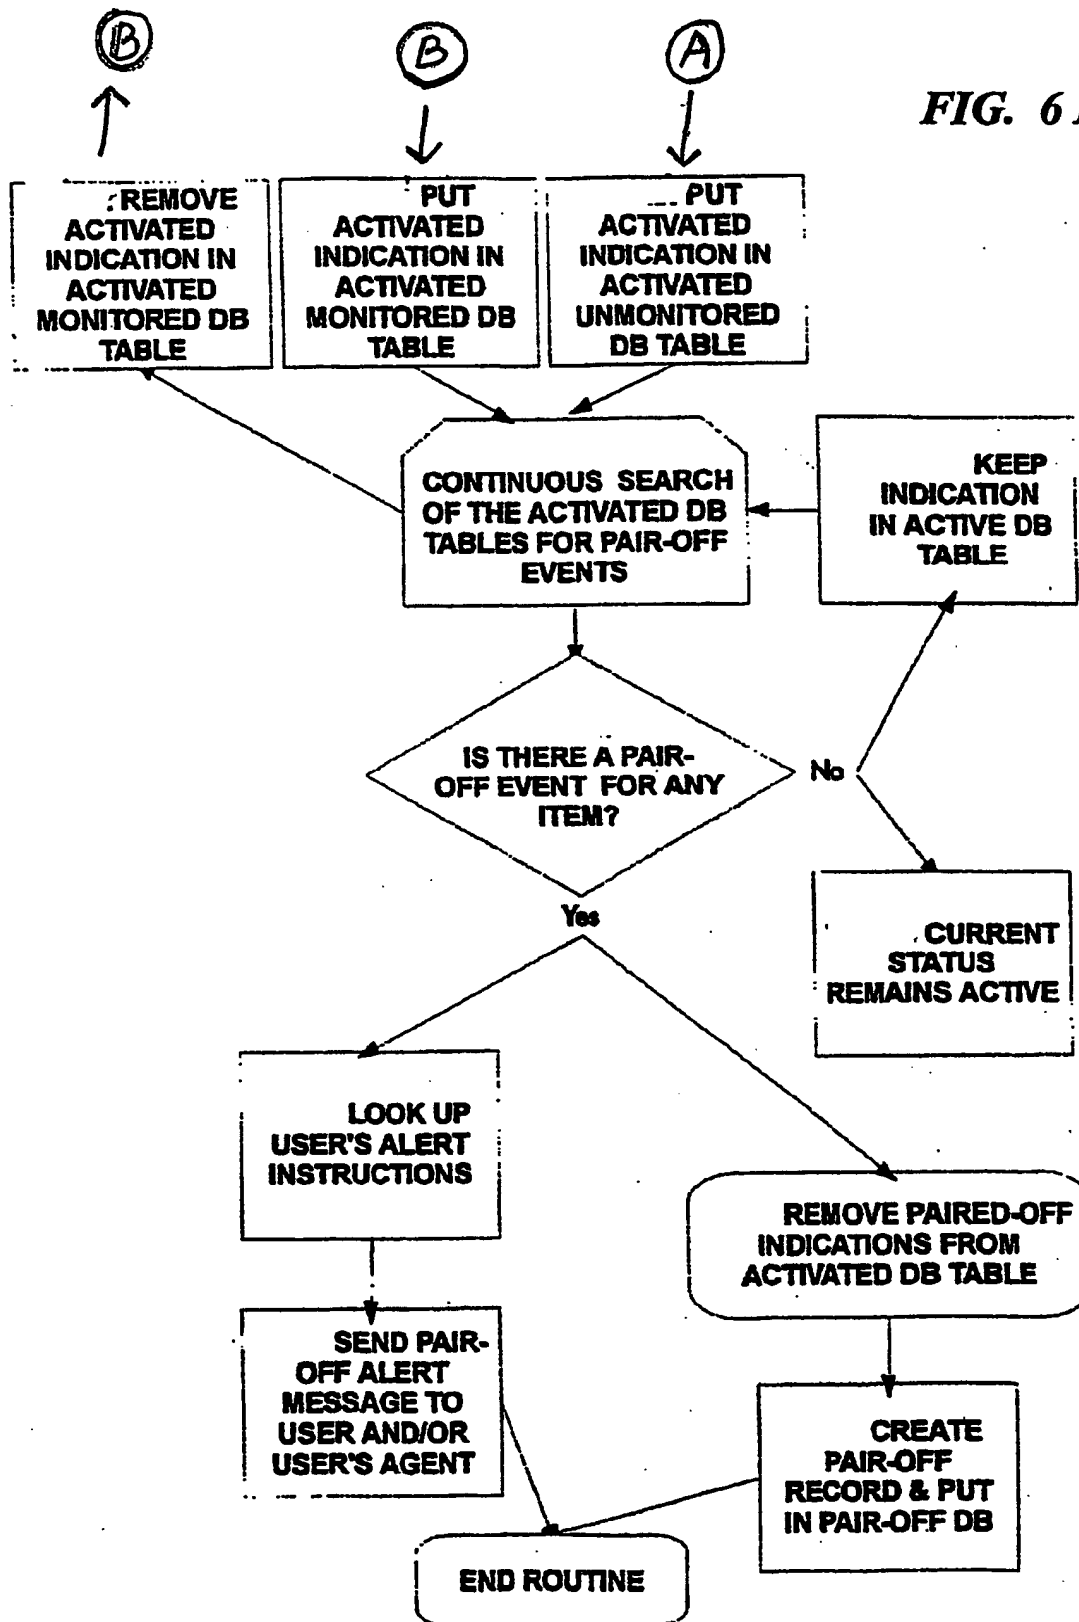 B
B
A
FIG. 6
REMOVE
ACTIVATED
INDICATION IN
ACTIVATED
MONITORED DB
TABLE
PUT
ACTIVATED
INDICATION IN
ACTIVATED
MONITORED DB
TABLE
PUT
ACTIVATED
INDICATION IN
ACTIVATED
UNMONITORED
DB TABLE
CONTINUOUS SEARCH
OF THE ACTIVATED DB
TABLES FOR PAIR-OFF
EVENTS
KEEP
INDICATION
IN ACTIVE DB
TABLE
IS THERE A PAIR-
OFF EVENT FOR ANY
ITEM?
No
Yes
CURRENT
STATUS
REMAINS ACTIVE
LOOK UP
USER'S ALERT
INSTRUCTIONS
REMOVE PAIRED-OFF
INDICATIONS FROM
ACTIVATED DB TABLE
SEND PAIR-
OFF ALERT
MESSAGE TO
USER AND/OR
USER'S AGENT
CREATE
PAIR-OFF
RECORD & PUT
IN PAIR-OFF DB
END ROUTINE